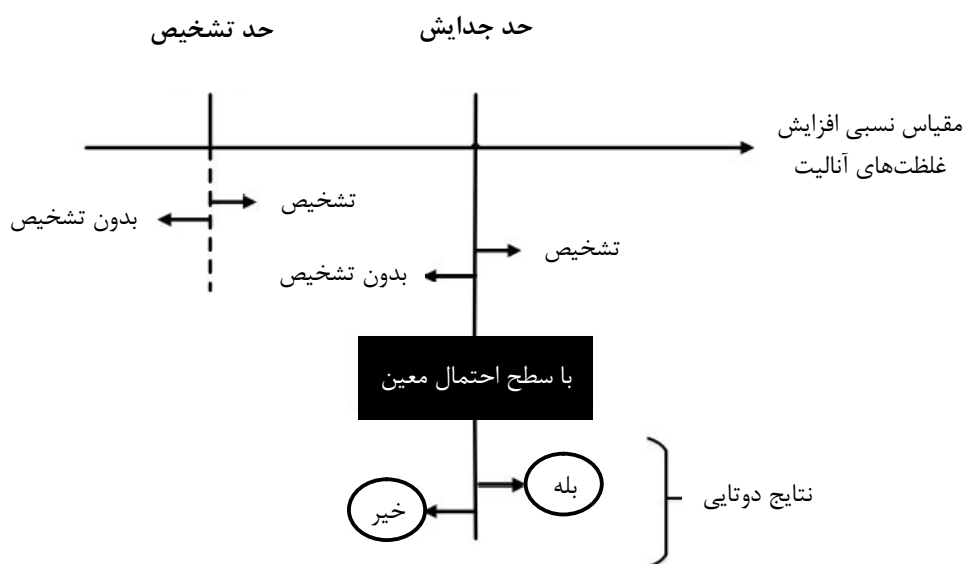 حد جدایش
حد تشخیص
مقیاس نسبی افزایش
غلظت‌های آنالیت
تشخیص
بدون تشخیص
تشخیص
بدون تشخیص
با سطح احتمال معین
بله
خیر
نتایج دوتایی